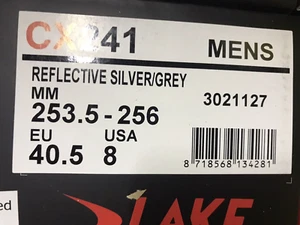 CX241 MENS
REFLECTIVE SILVER/GREY
MM 3021127
253.5 - 256
EU USA
40.5 8
8 718568 134281
LAKE
ed